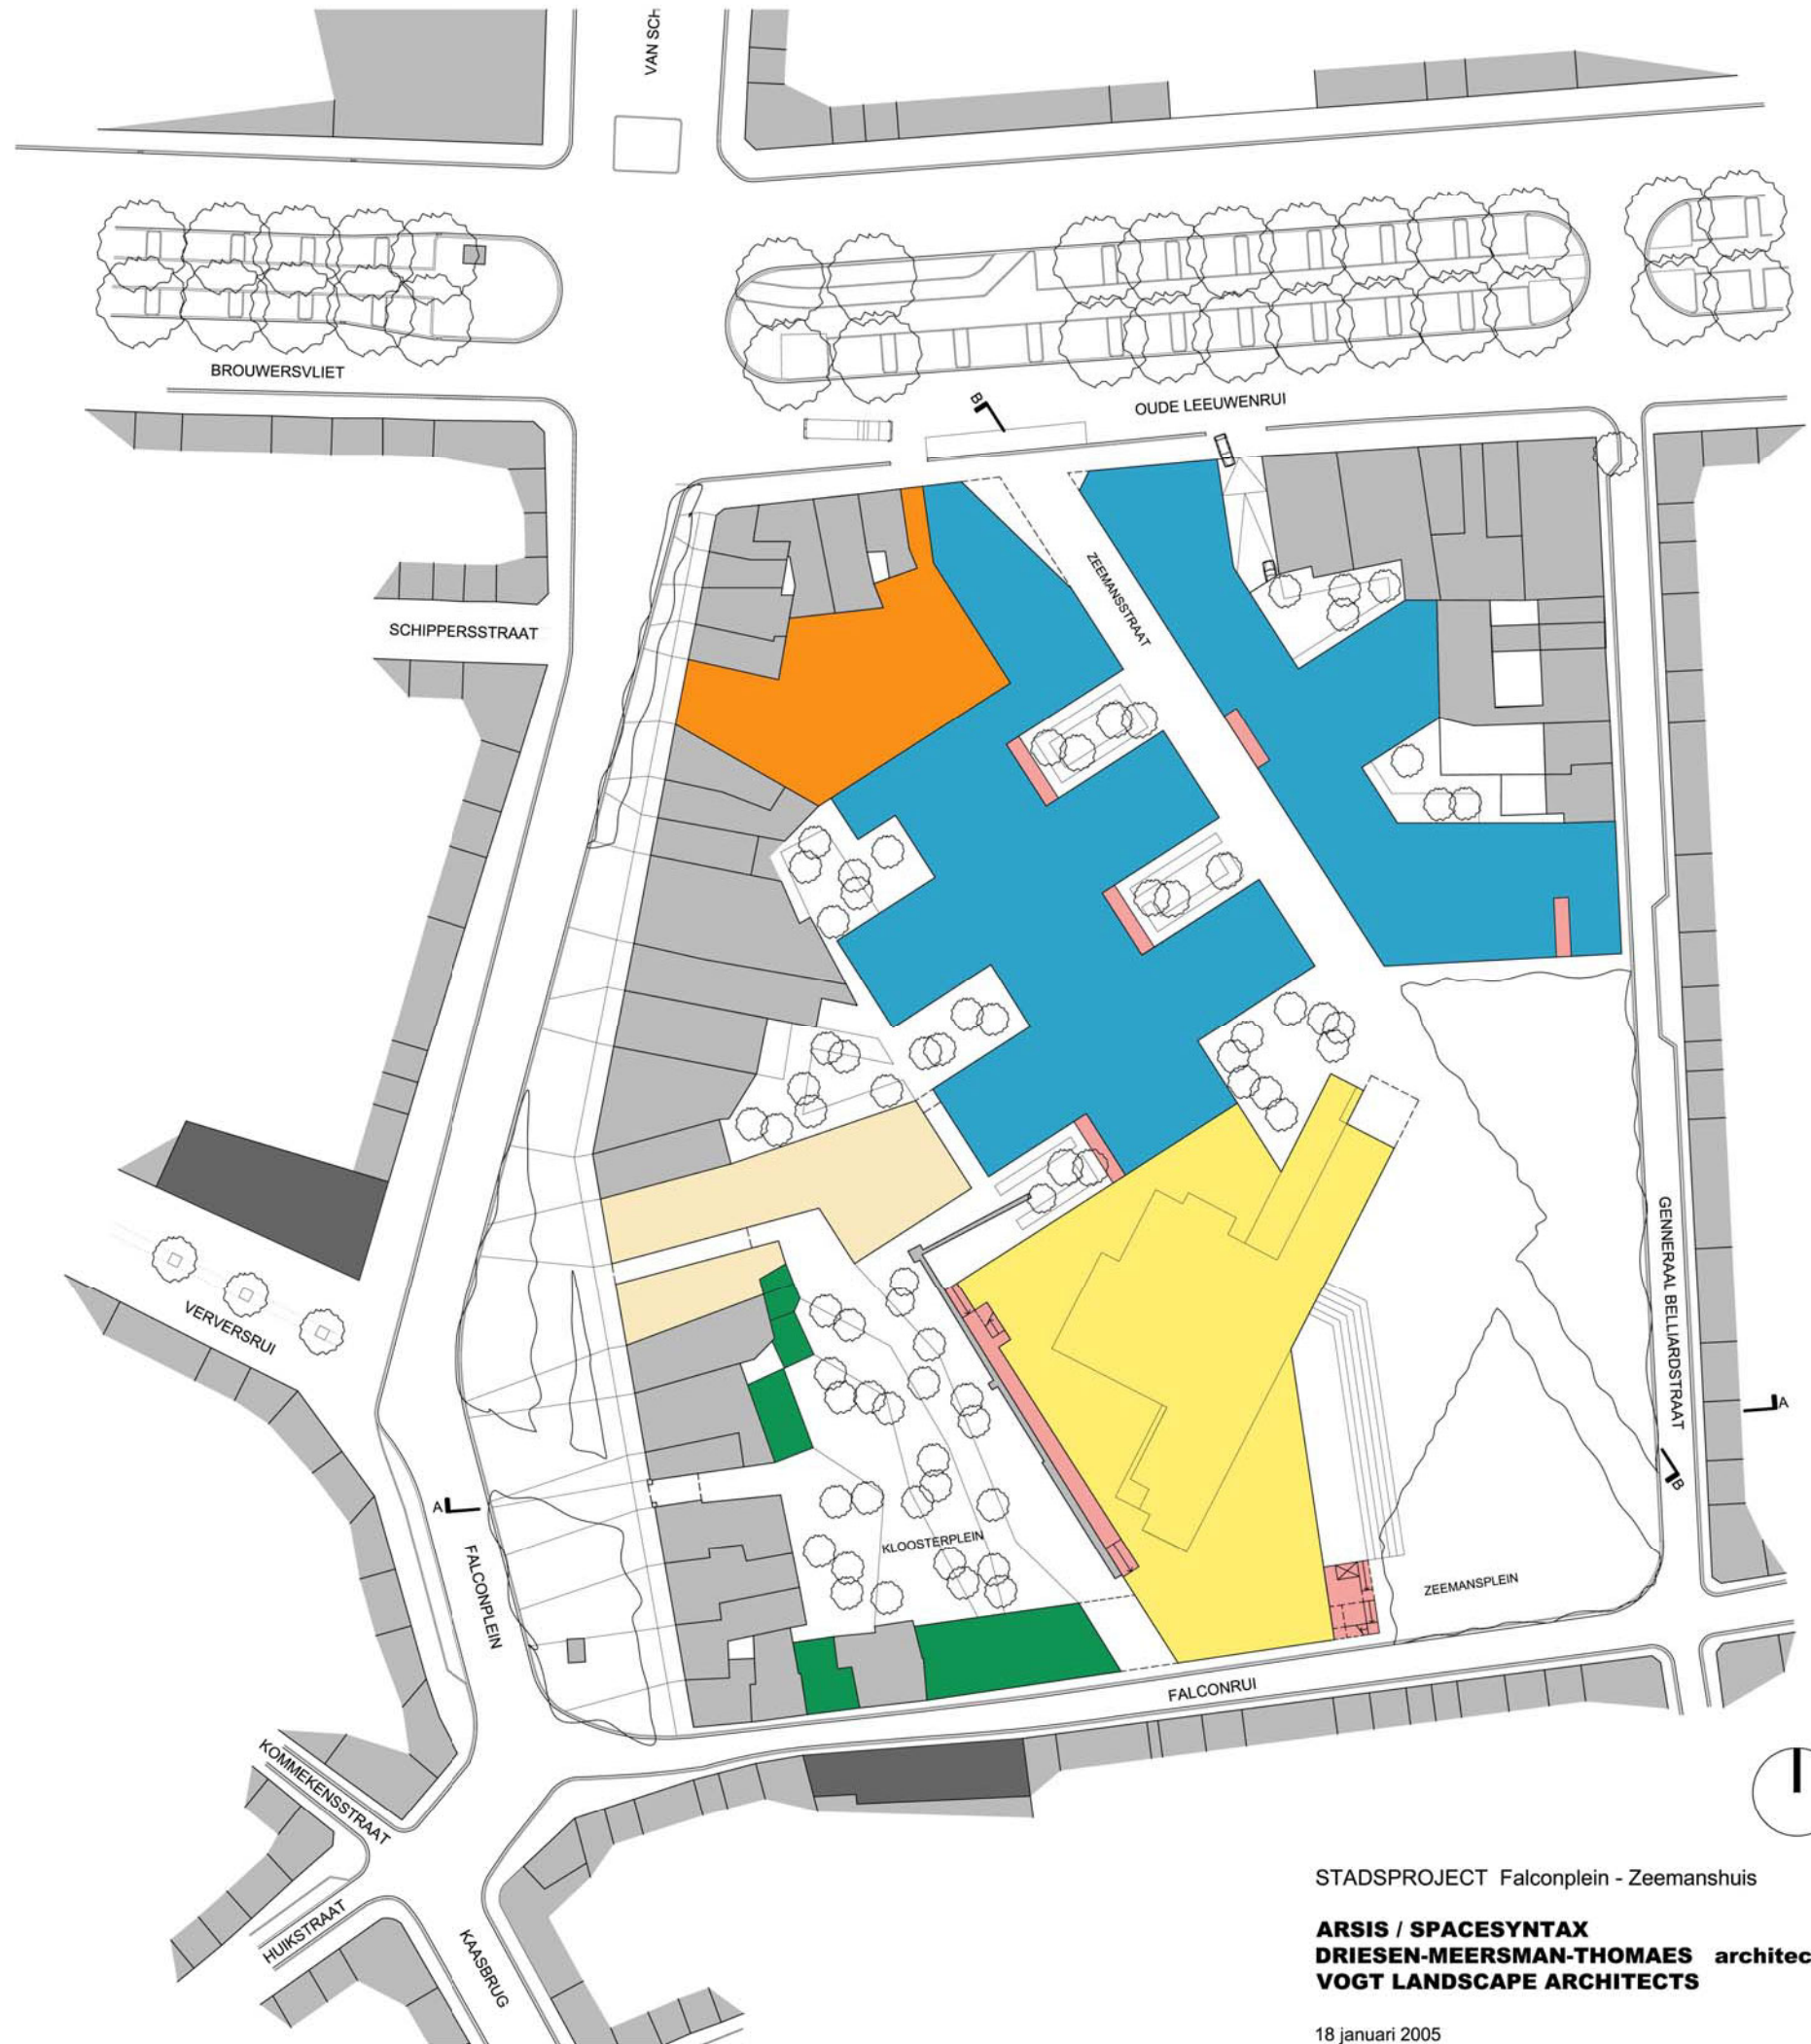 VAN SCH
BROUWERSVLIET
OUDE LEEUWENRUI
B
ZEEMANSSTRAAT
SCHIPPERSSTRAAT
VERVERSRUI
GENNERAAL BELLIARDSTRAAT
A
B
A
KLOOSTERPLEIN
FALCONPLEIN
ZEEMANSPLEIN
FALCONRUI
KOMMEKENSSTRAAT
HUIKSTRAAT
KAASBRUG
STADSPROJECT Falconplein - Zeemanshuis
ARSIS / SPACESYNTAX
DRIESEN-MEERSMAN-THOMAES architec
VOGT LANDSCAPE ARCHITECTS
18 januari 2005